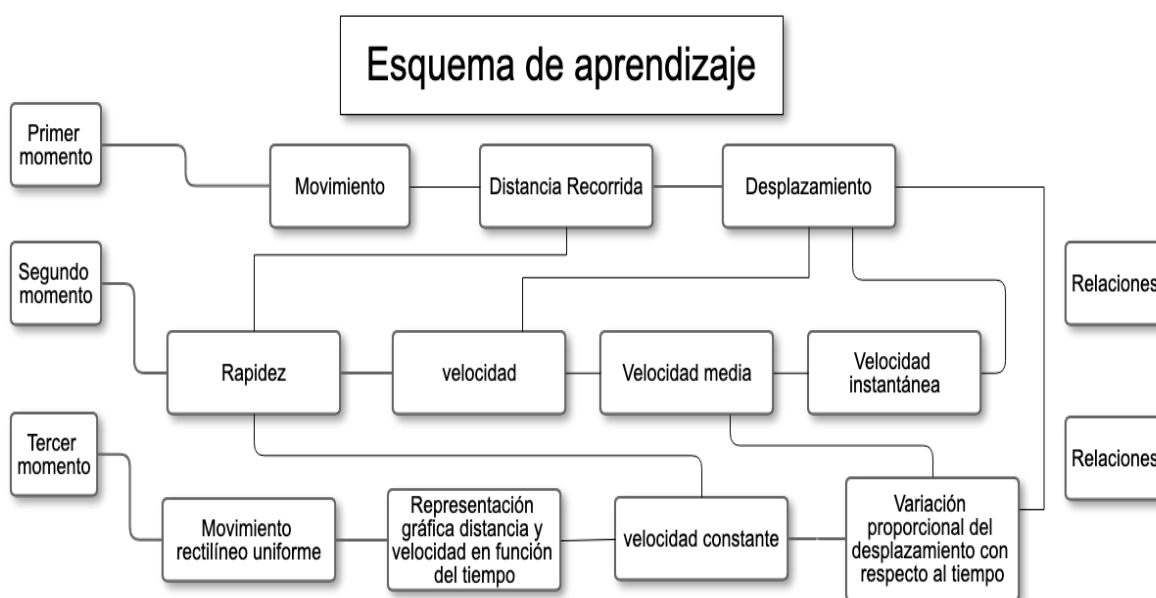 Esquema de aprendizaje
Primer
momento
Movimiento
Distancia Recorrida
Desplazamiento
Segundo
momento
Relaciones
Rapidez
velocidad
Velocidad media
Velocidad
instantánea
Tercer
momento
Relaciones
Movimiento
rectilíneo uniforme
Representación
gráfica distancia y
velocidad en función
del tiempo
velocidad constante
Variación
proporcional del
desplazamiento con
respecto al tiempo